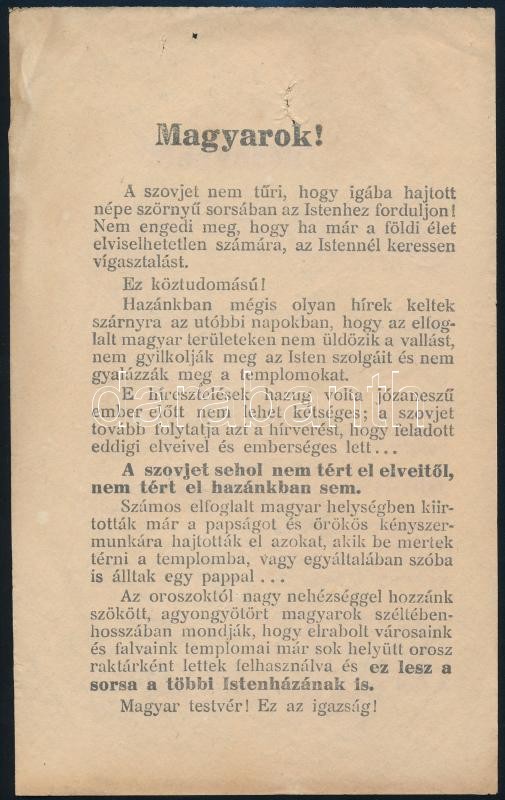 Magyarok!
A szovjet nem tűri, hogy igába hajtott
népe szörnyű sorsában az Istenhez forduljon!
Nem engedi meg, hogy ha már a földi élet
elviselhetetlen számára, az Istennél keressen
vígasztalást.
Ez köztudomású!
Hazánkban mégis olyan hírek keltek
szárnyra az utóbbi napokban, hogy az elfog-
lalt magyar területeken nem üldözik a vallást,
nem gyilkolják meg az Isten szolgáit és nem
gyalázzák meg a templomokat.
darabanth
E híresztelések hazug volta józaneszű
ember előtt nem lehet kétséges; a szovjet
tovább folytatja azt a hírverést, hogy feladott
eddigi elveivel és emberséges lett...
A szovjet sehol nem tért el elveitől,
nem tért el hazánkban sem.
Számos elfoglalt magyar helységben kiir-
tották már a papságot és örökös kényszer-
munkára hajtották el azokat, akik be mertek
térni a templomba, vagy egyáltalában szóba
is álltak egy pappal...
Az oroszoktól nagy nehézséggel hozzánk
szökött, agyongyötört magyarok széltében-
hosszában mondják, hogy elrabolt városaink
és falvaink templomai már sok helyütt orosz
raktárként lettek felhasználva és ez lesz a
sorsa a többi Istenházának is.
Magyar testvér! Ez az igazság!